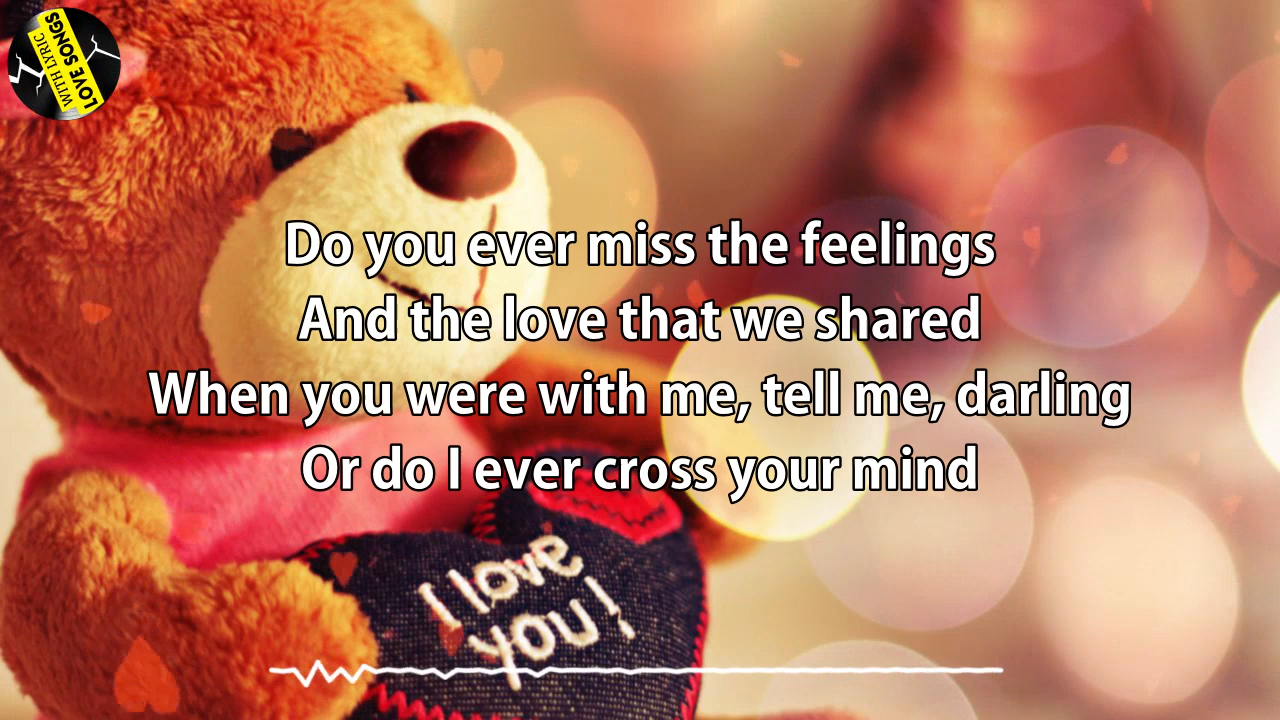 WITH LYRIC
LOVE SONGS
Do you ever miss the feelings
And the love that we shared
When you were with me, tell me, darling
Or do I ever cross your mind
I love
you!